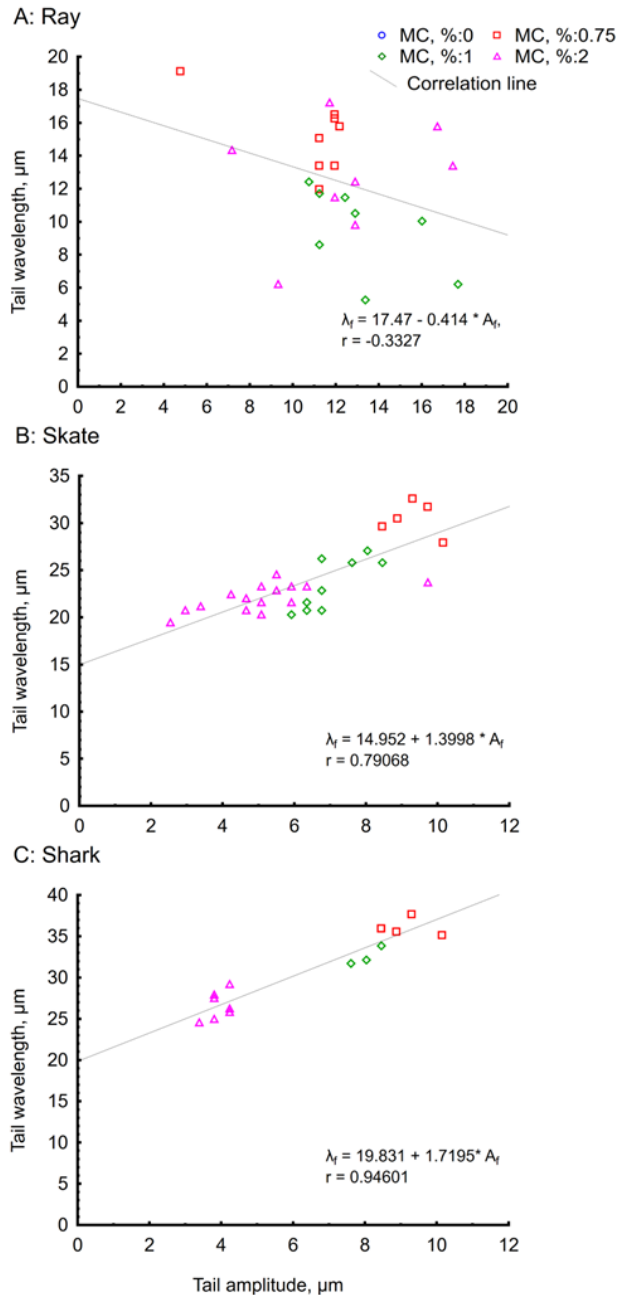 A: Ray
MC, %:0 MC, %:0.75
MC, %:1 MC, %:2
Correlation line
20
18
16
14
12
10
8
6
4
2
0
Tail wavelength, µm
λf = 17.47 - 0.414 * Af,
r = -0.3327
0 2 4 6 8 10 12 14 16 18 20
B: Skate
35
30
25
20
15
10
5
0
Tail wavelength, µm
λf = 14.952 + 1.3998 * Af
r = 0.79068
0 2 4 6 8 10 12
C: Shark
40
35
30
25
20
15
10
5
0
Tail wavelength, µm
λf = 19.831 + 1.7195* Af
r = 0.94601
0 2 4 6 8 10 12
Tail amplitude, µm